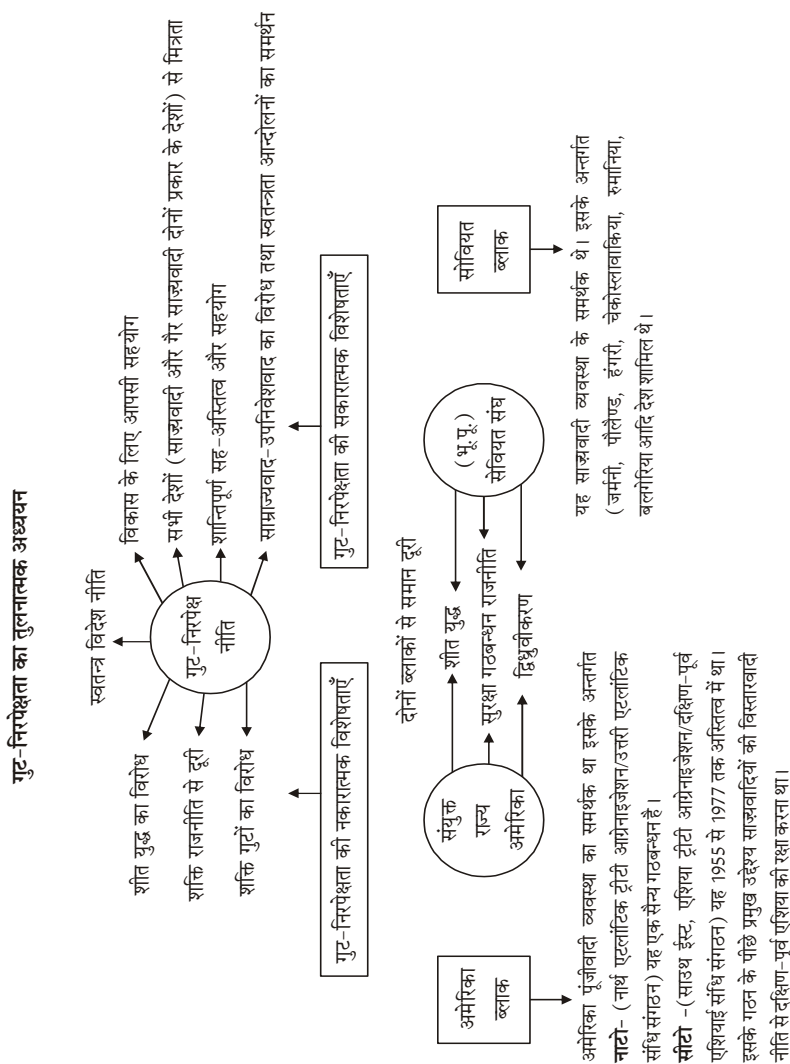 गुट-निरपेक्षता का तुलनात्मक अध्ययन
स्वतन्त्र विदेश नीति
गुट-निरपेक्ष
नीति
शीत युद्ध का विरोध
शक्ति राजनीति से दूरी
शक्ति गुटों का विरोध
विकास के लिए आपसी सहयोग
सभी देशों (साज़्यवादी और गैर साज़्यवादी दोनों प्रकार के देशों) से मित्रता
शान्तिपूर्ण सह-अस्तित्व और सहयोग
साम्राज्यवाद-उपनिवेशवाद का विरोध तथा स्वतन्त्रता आन्दोलनों का समर्थन
गुट-निरपेक्षता की नकारात्मक विशेषताएँ
गुट-निरपेक्षता की सकारात्मक विशेषताएँ
दोनों ब्लाकों से समान दूरी
संयुक्त
राज्य
अमेरिका
शीत युद्ध
सुरक्षा गठबन्धन राजनीति
द्विध्रुवीकरण
(भू.पू.)
सेवियत संघ
अमेरिका
ब्लाक
सोवियत
ब्लाक
अमेरिका पूंजीवादी व्यवस्था का समर्थक था इसके अन्तर्गत
नाटो- (नार्थ एटलांटिक ट्रीटी आग्रेनाइजेशन/उत्तरी एटलांटिक
संधि संगठन) यह एक सैन्य गठबन्धन है।
सीटो -(साउथ ईस्ट, एशिया ट्रीटी आग्रेनाइजेशन/दक्षिण-पूर्व
एशियाई संधि संगठन) यह 1955 से 1977 तक अस्तित्व में था।
इसके गठन के पीछे प्रमुख उद्देश्य साज़्यवादियों की विस्तारवादी
नीति से दक्षिण-पूर्व एशिया की रक्षा करना था।
यह साज़्यवादी व्यवस्था के समर्थक थे। इसके अन्तर्गत
(जर्मनी, पौलैण्ड, हंगरी, चेकोस्लावाकिया, रुमानिया,
बलगेरिया आदि देश शामिल थे।